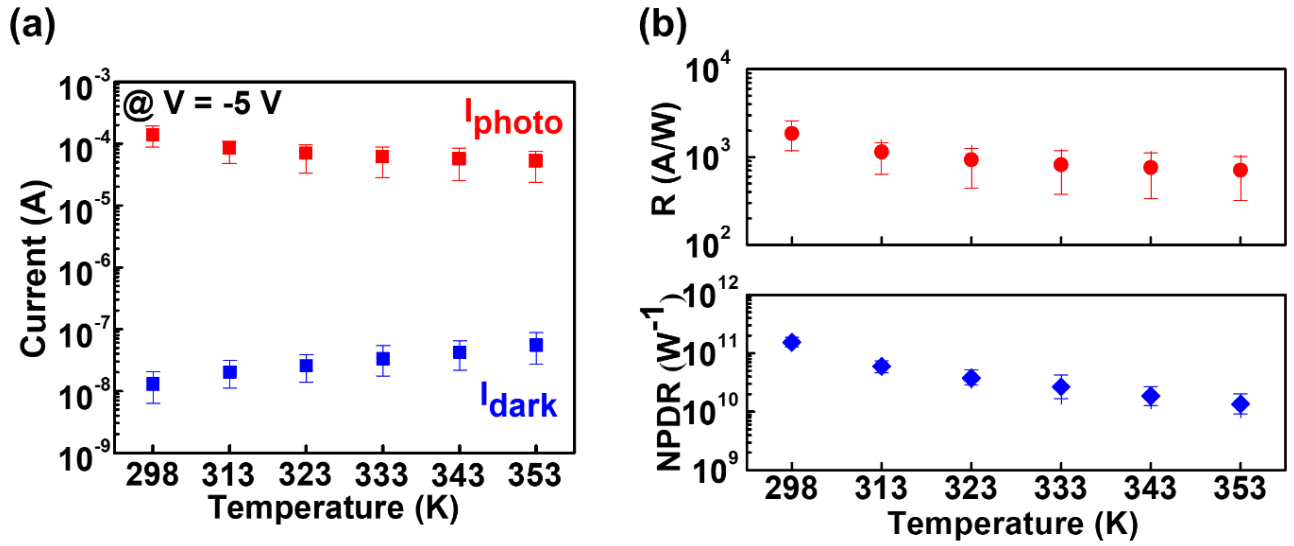 (a)
@ V = -5 V
I_photo
I_dark
10^-3
10^-4
10^-5
10^-6
10^-7
10^-8
10^-9
Current (A)
298 313 323 333 343 353
Temperature (K)
(b)
10^4
10^3
10^2
R (A/W)
10^12
10^11
10^10
10^9
NPDR (W^-1)
298 313 323 333 343 353
Temperature (K)